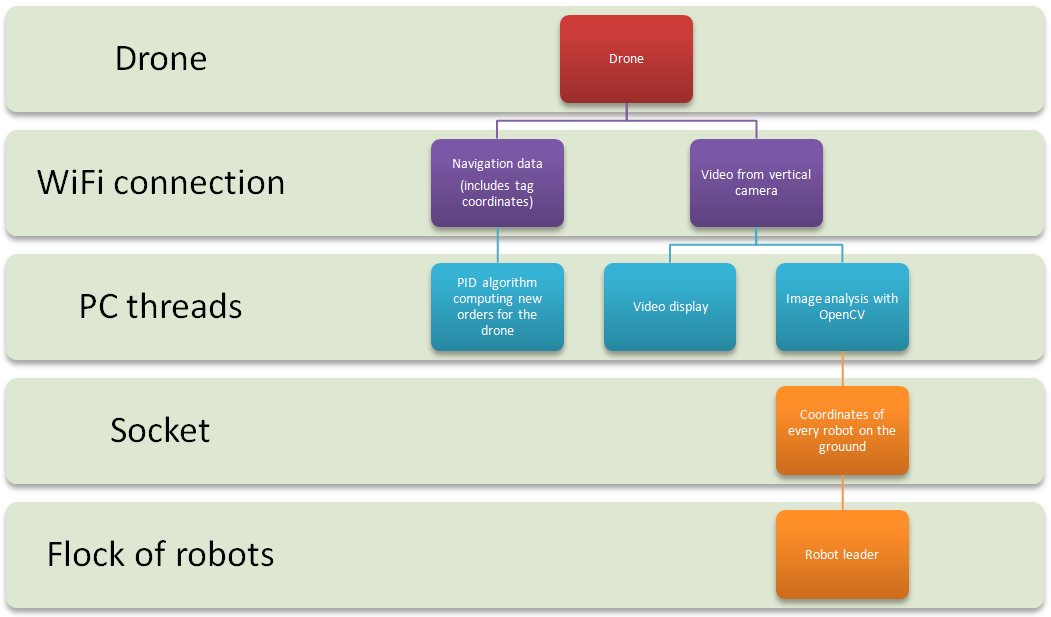 Drone
Drone
WiFi connection
Navigation data
(includes tag
coordinates)
Video from vertical
camera
PC threads
PID algorithm
computing new
orders for the
drone
Video display
Image analysis with
OpenCV
Socket
Coordinates of
every robot on the
grouund
Flock of robots
Robot leader